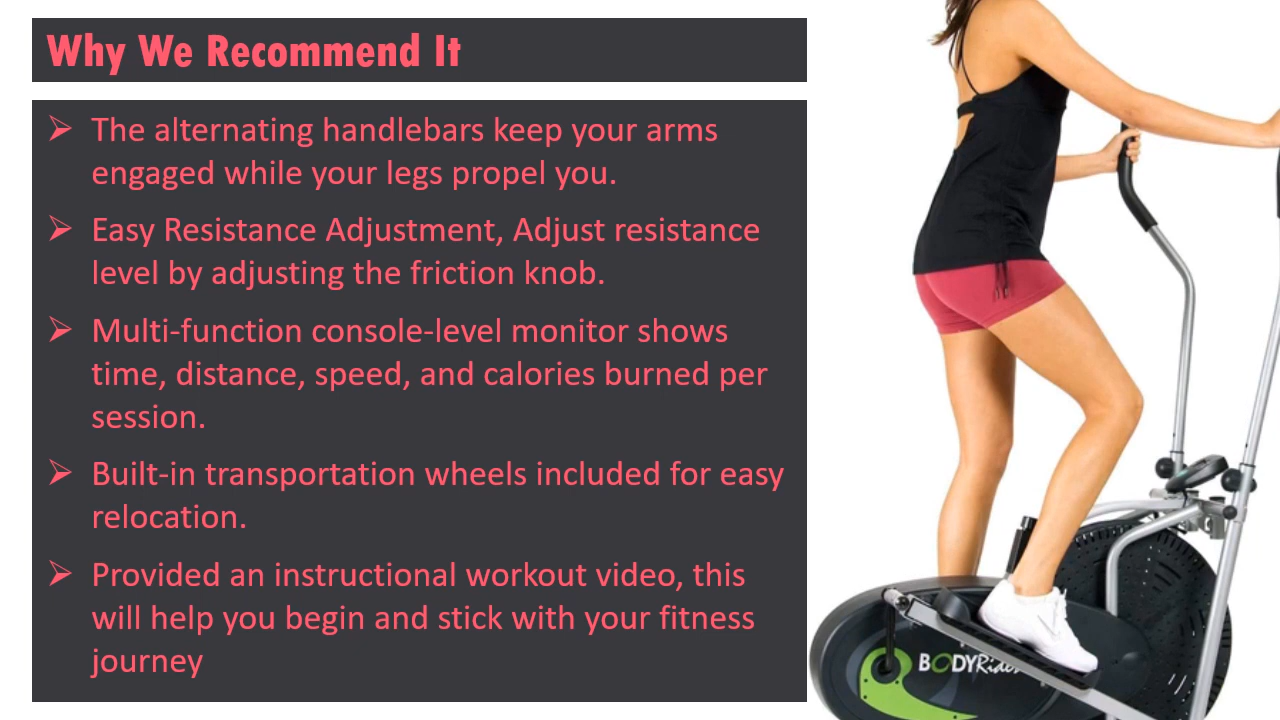 Why We Recommend It
➢ The alternating handlebars keep your arms
engaged while your legs propel you.
➢ Easy Resistance Adjustment, Adjust resistance
level by adjusting the friction knob.
➢ Multi-function console-level monitor shows
time, distance, speed, and calories burned per
session.
➢ Built-in transportation wheels included for easy
relocation.
➢ Provided an instructional workout video, this
will help you begin and stick with your fitness
journey
BODYRider